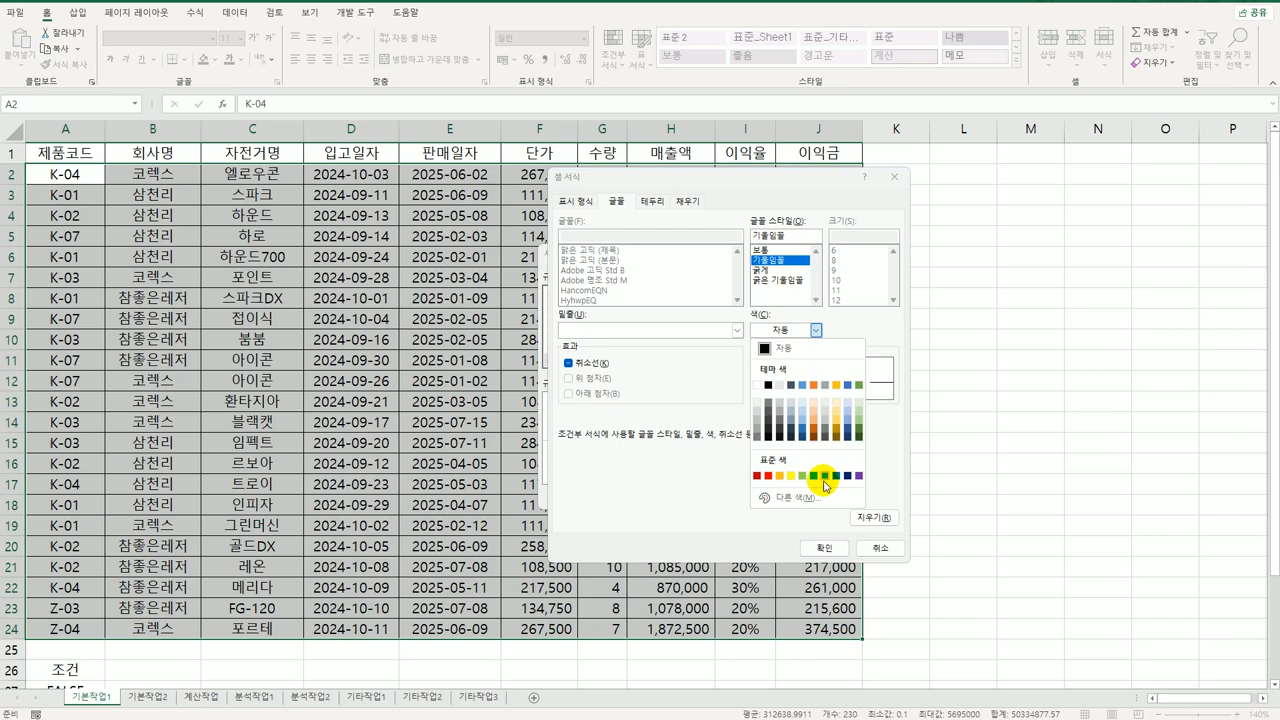 파일 홈 삽입 페이지 레이아웃 수식 데이터 검토 보기 개발 도구 도움말 공유
잘라내기
복사
붙여넣기
서식 복사
클립보드
가 가 가
글꼴
자동 줄 바꿈
병합하고 가운데 맞춤
맞춤
일반
표시 형식
조건부 서식
표 서식
표준 2 표준_Sheet1 표준_기타... 표준 나쁨
보통 좋음 경고문 계산 메모
스타일
삽입 삭제 서식
셀
자동 합계
채우기
지우기
정렬 및 필터
찾기 및 선택
편집
A2 fx K-04
A B C D E F G H I J K L M N O P
1 제품코드 회사명 자전거명 입고일자 판매일자 단가 수량 매출액 이익율 이익금
2 K-04 코렉스 엘로우콘 2024-10-03 2025-06-02 267,
3 K-01 삼천리 스파크 2024-09-11 2025-06-09 111,
4 K-02 삼천리 하운드 2024-09-13 2025-05-08 108,
5 K-07 삼천리 하로 2024-09-14 2025-02-03 114,
6 K-01 삼천리 하운드700 2024-09-24 2025-02-01 21
7 K-03 코렉스 포인트 2024-09-28 2025-03-04 134
8 K-01 참좋은레저 스파크DX 2024-10-01 2025-01-09 11
9 K-07 참좋은레저 접이식 2024-10-04 2025-03-02 11
10 K-03 참좋은레저 붐붐 2024-10-06 2025-02-05 13
11 K-07 참좋은레저 아이콘 2024-09-30 2025-04-08 114
12 K-07 코렉스 아이콘 2024-09-26 2025-01-02 11
13 K-02 코렉스 환타지아 2024-09-21 2025-03-05 10
14 K-03 코렉스 블랙캣 2024-09-17 2025-07-15 23
15 K-03 삼천리 임펙트 2024-09-20 2025-07-11 28
16 K-02 코렉스 르보아 2024-09-12 2025-04-05 10
17 K-04 삼천리 트로이 2024-09-23 2025-03-01 21
18 K-01 삼천리 인피자 2024-09-29 2025-04-07 11
19 K-01 코렉스 그린머신 2024-10-02 2025-02-12 11
20 K-02 참좋은레저 골드DX 2024-10-05 2025-06-09 258,
21 K-02 참좋은레저 레온 2024-10-08 2025-07-08 108,500 10 1,085,000 20% 217,000
22 K-04 참좋은레저 메리다 2024-10-09 2025-05-11 217,500 4 870,000 30% 261,000
23 Z-03 참좋은레저 FG-120 2024-10-10 2025-07-08 134,750 8 1,078,000 20% 215,600
24 Z-04 코렉스 포르테 2024-10-11 2025-06-09 267,500 7 1,872,500 20% 374,500
25
26 조건
셀 서식 ?
표시 형식 글꼴 테두리 채우기
글꼴(F):
맑은 고딕 (제목)
맑은 고딕 (본문)
Adobe 고딕 Std B
Adobe 명조 Std M
HancomEQN
HyhwpEQ
글꼴 스타일(O):
기울임꼴
보통
기울임꼴
굵게
굵은 기울임꼴
크기(S):
6
8
9
10
11
12
밑줄(U):
색(C):
자동
효과
취소선(K)
위 첨자(E)
아래 첨자(B)
조건부 서식에 사용할 글꼴 스타일, 밑줄, 색, 취소선
자동
테마 색
표준 색
다른 색(M)...
지우기(R)
확인 취소
기본작업1 기본작업2 계산작업 분석작업1 분석작업2 기타작업1 기타작업2 기타작업3
준비 평균: 312638.9911 개수: 230 최소값: 0.1 최대값: 5695000 합계: 50334877.57 140%